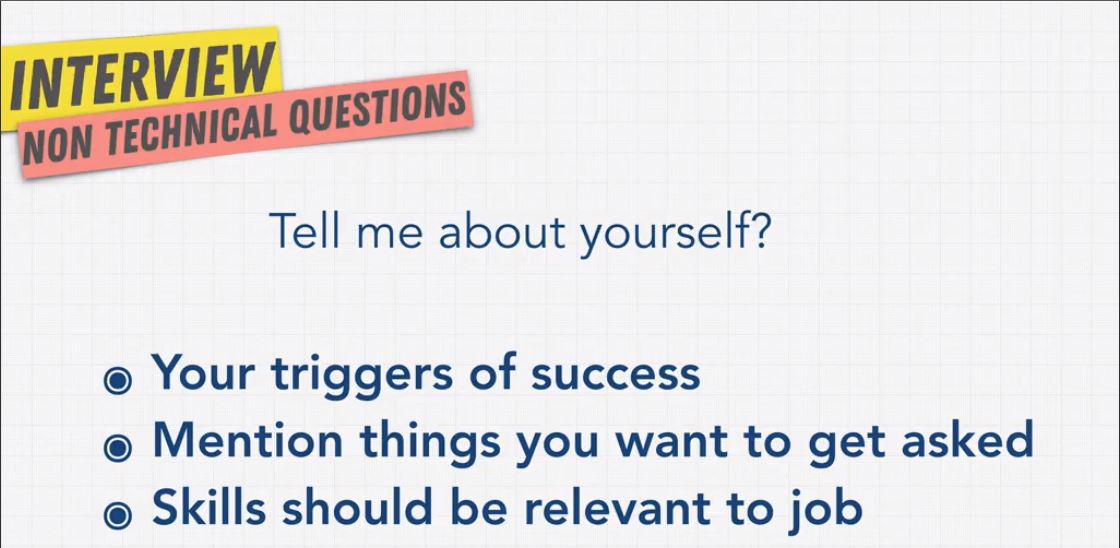 INTERVIEW
NON TECHNICAL QUESTIONS
Tell me about yourself?
Your triggers of success
Mention things you want to get asked
Skills should be relevant to job